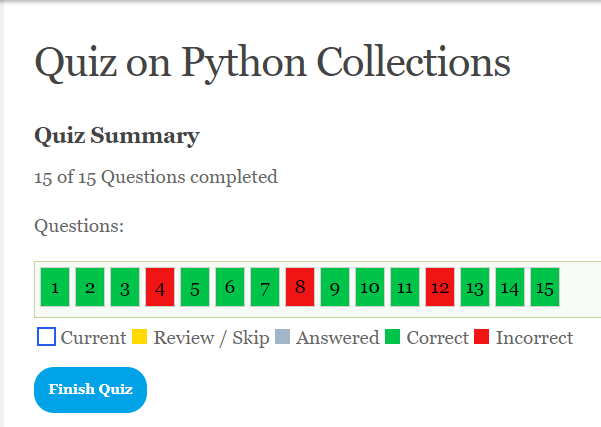 Quiz on Python Collections
Quiz Summary
15 of 15 Questions completed
Questions:
1 2 3 4 5 6 7 8 9 10 11 12 13 14 15
Current Review / Skip Answered Correct Incorrect
Finish Quiz